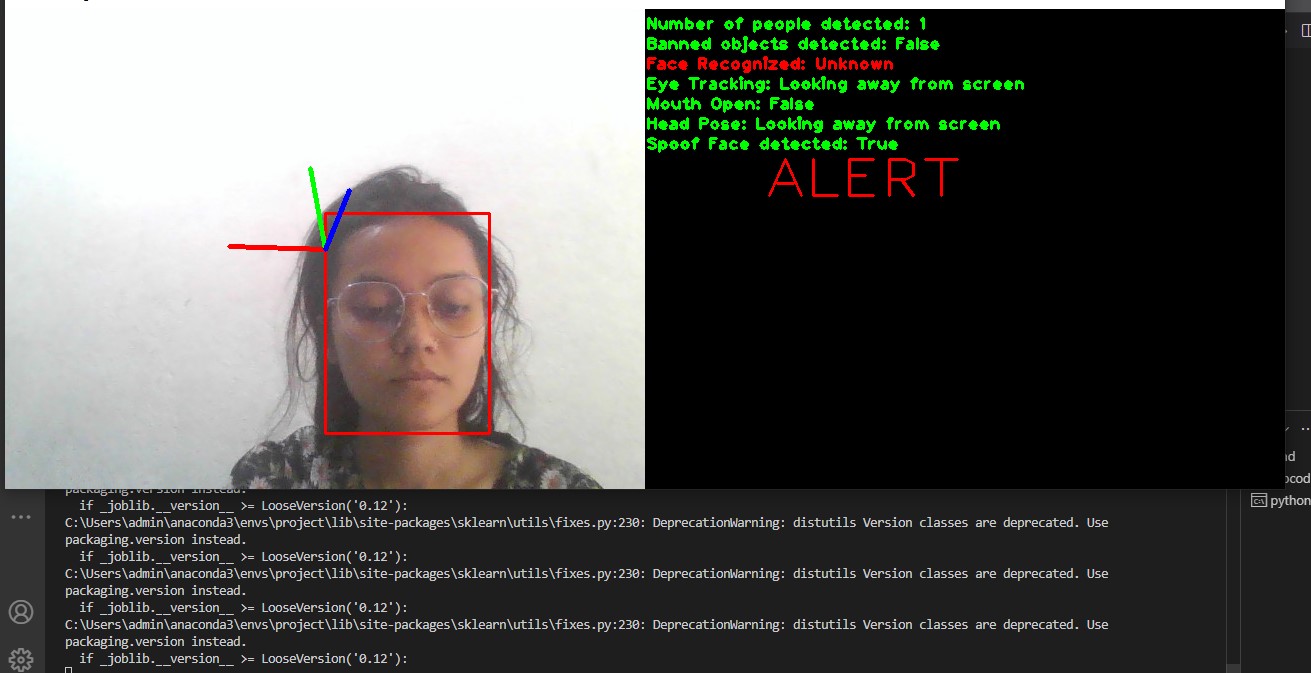 Number of people detected: 1
Banned objects detected: False
Face Recognized: Unknown
Eye Tracking: Looking away from screen
Mouth Open: False
Head Pose: Looking away from screen
Spoof Face detected: True
ALERT
packaging.version instead.
  if _joblib.__version__ >= LooseVersion('0.12'):
C:\Users\admin\anaconda3\envs\project\lib\site-packages\sklearn\utils\fixes.py:230: DeprecationWarning: distutils Version classes are deprecated. Use
packaging.version instead.
  if _joblib.__version__ >= LooseVersion('0.12'):
C:\Users\admin\anaconda3\envs\project\lib\site-packages\sklearn\utils\fixes.py:230: DeprecationWarning: distutils Version classes are deprecated. Use
packaging.version instead.
  if _joblib.__version__ >= LooseVersion('0.12'):
C:\Users\admin\anaconda3\envs\project\lib\site-packages\sklearn\utils\fixes.py:230: DeprecationWarning: distutils Version classes are deprecated. Use
packaging.version instead.
  if _joblib.__version__ >= LooseVersion('0.12'):
python